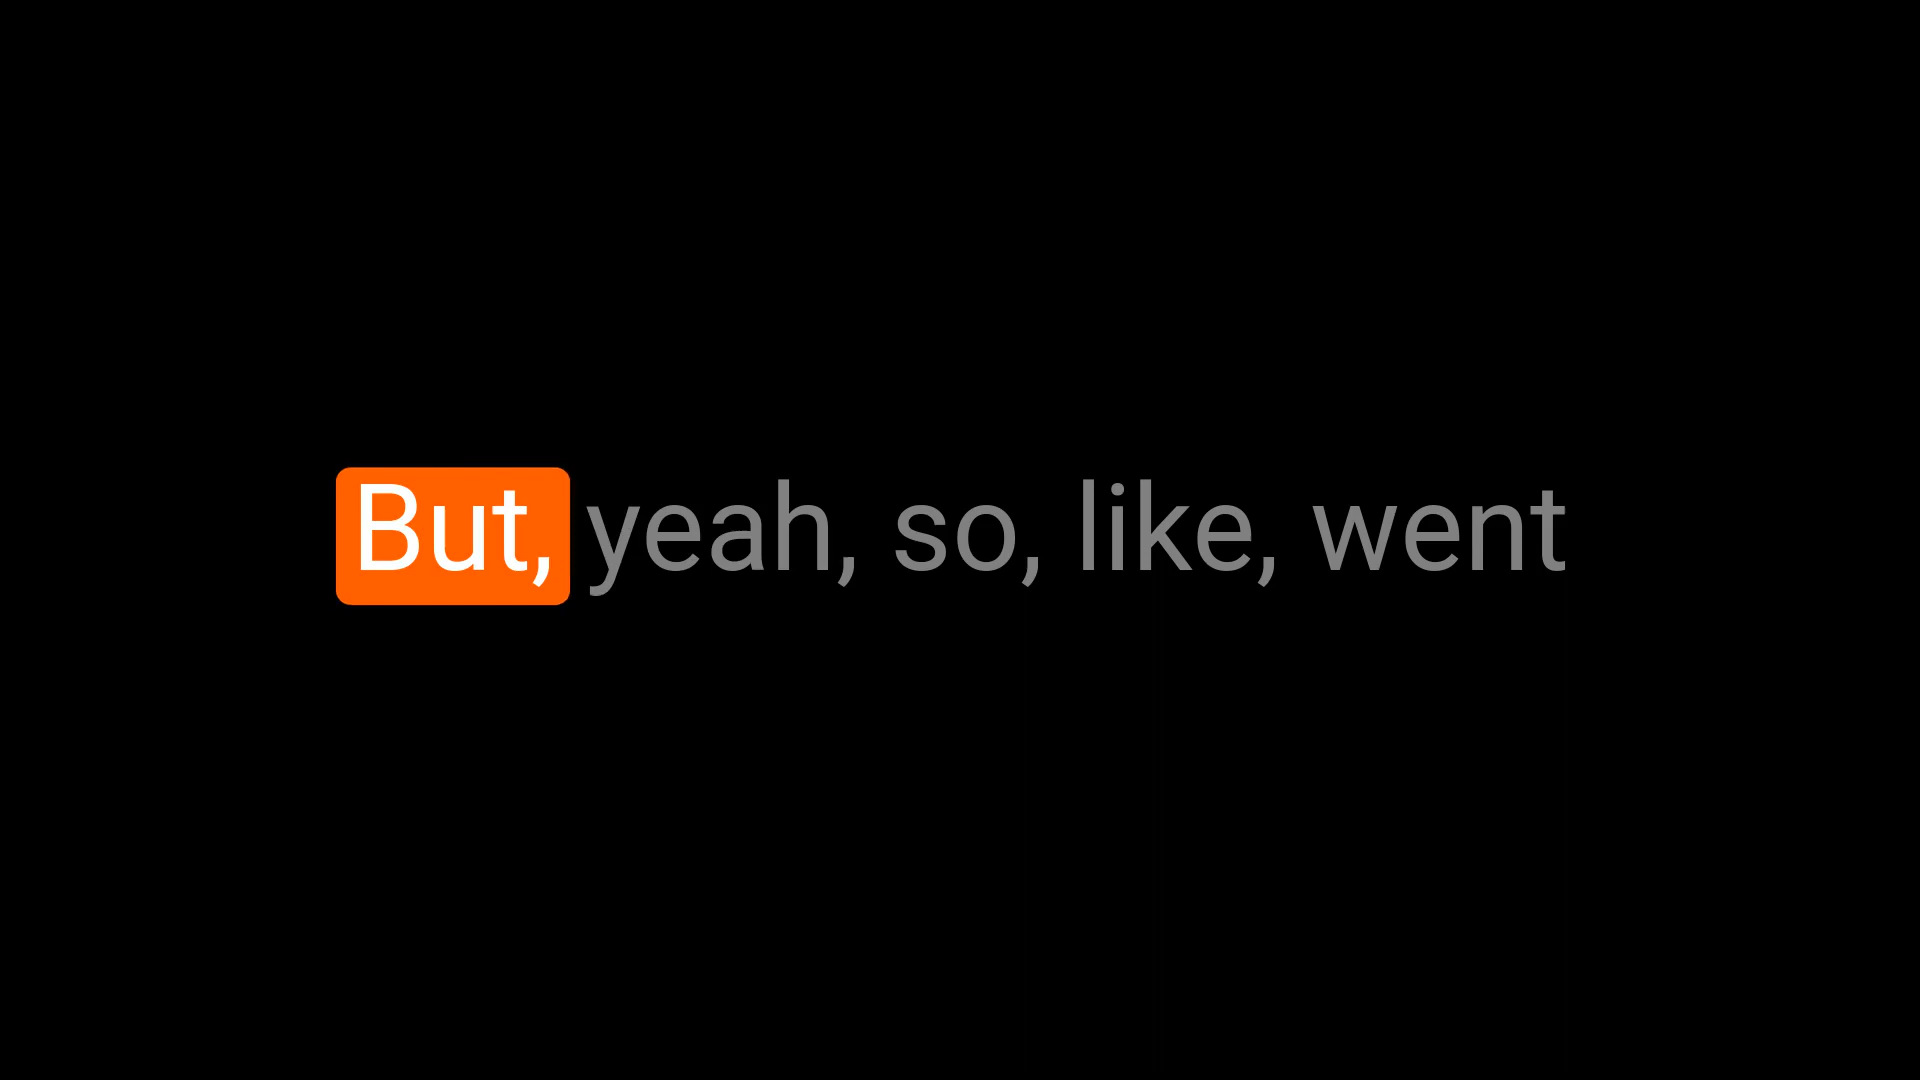 But, yeah, so, like, went